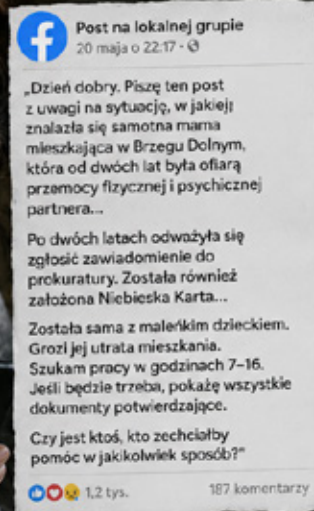 Post na lokalnej grupie
20 maja o 22:17 ·
„Dzień dobry. Piszę ten post
z uwagi na sytuację, w jakiej
znalazła się samotna mama
mieszkająca w Brzegu Dolnym,
która od dwóch lat była ofiarą
przemocy fizycznej i psychicznej
partnera...
Po dwóch latach odważyła się
zgłosić zawiadomienie do
prokuratury. Została również
założona Niebieska Karta...
Została sama z maleńkim dzieckiem.
Grozi jej utrata mieszkania.
Szukam pracy w godzinach 7–16.
Jeśli będzie trzeba, pokażę wszystkie
dokumenty potwierdzające.
Czy jest ktoś, kto zechciałby
pomóc w jakikolwiek sposób?"
1,2 tys.
187 komentarzy